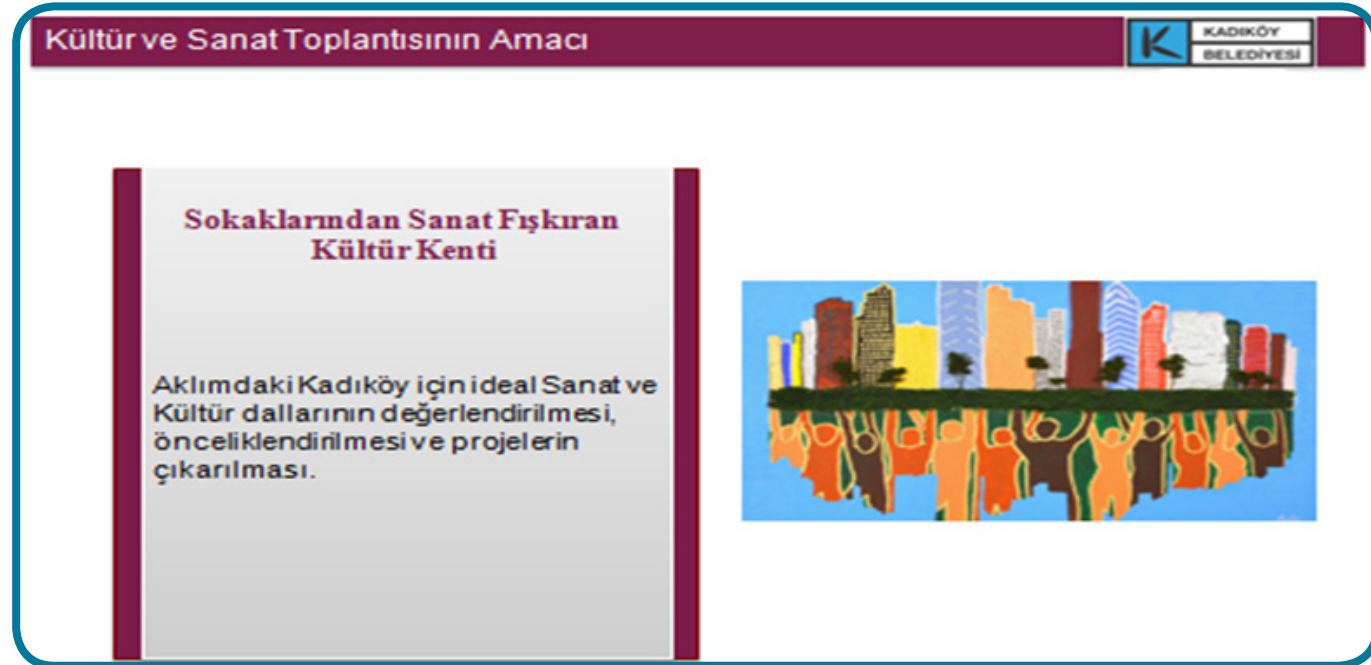 Kültür ve Sanat Toplantısının Amacı
KADIKÖY
BELEDİYESİ
Sokaklarından Sanat Fışkıran
Kültür Kenti
Aklımdaki Kadıköy için ideal Sanat ve
Kültür dallarının değerlendirilmesi,
önceliklendirilmesi ve projelerin
çıkarılması.